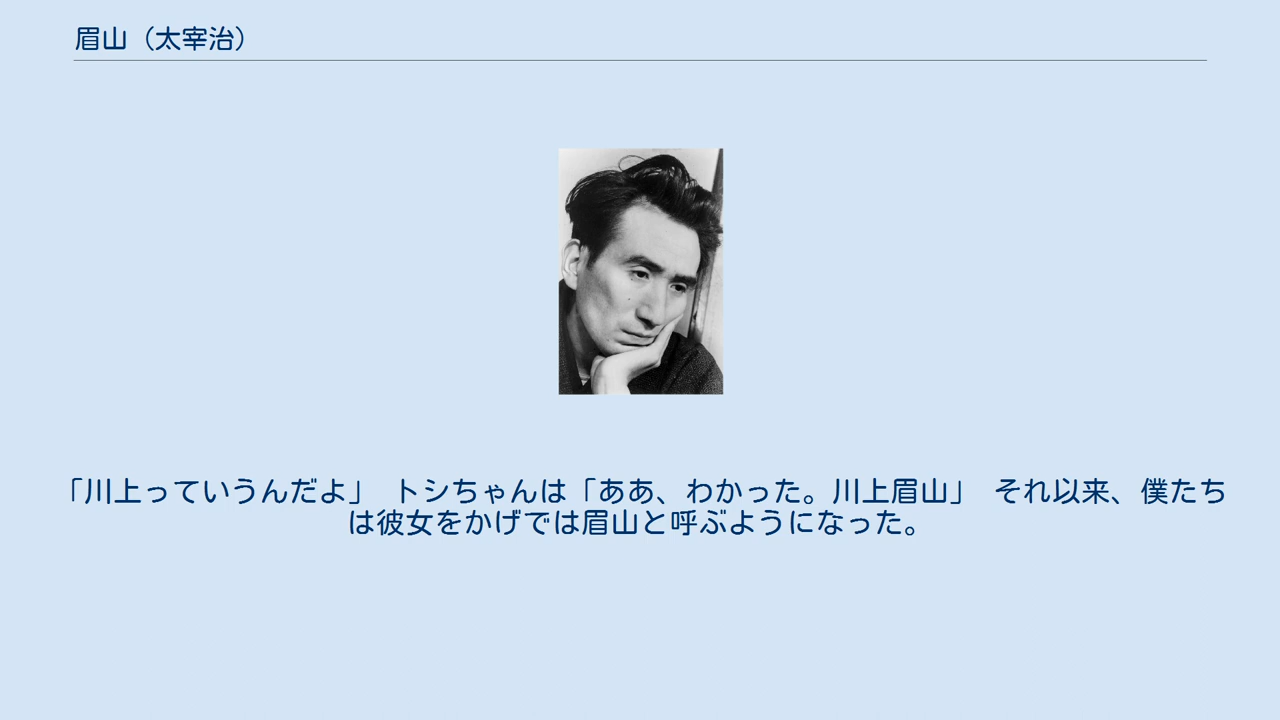 眉山（太宰治）
「川上っていうんだよ」　トシちゃんは「ああ、わかった。川上眉山」　それ以来、僕たち
は彼女をかげでは眉山と呼ぶようになった。